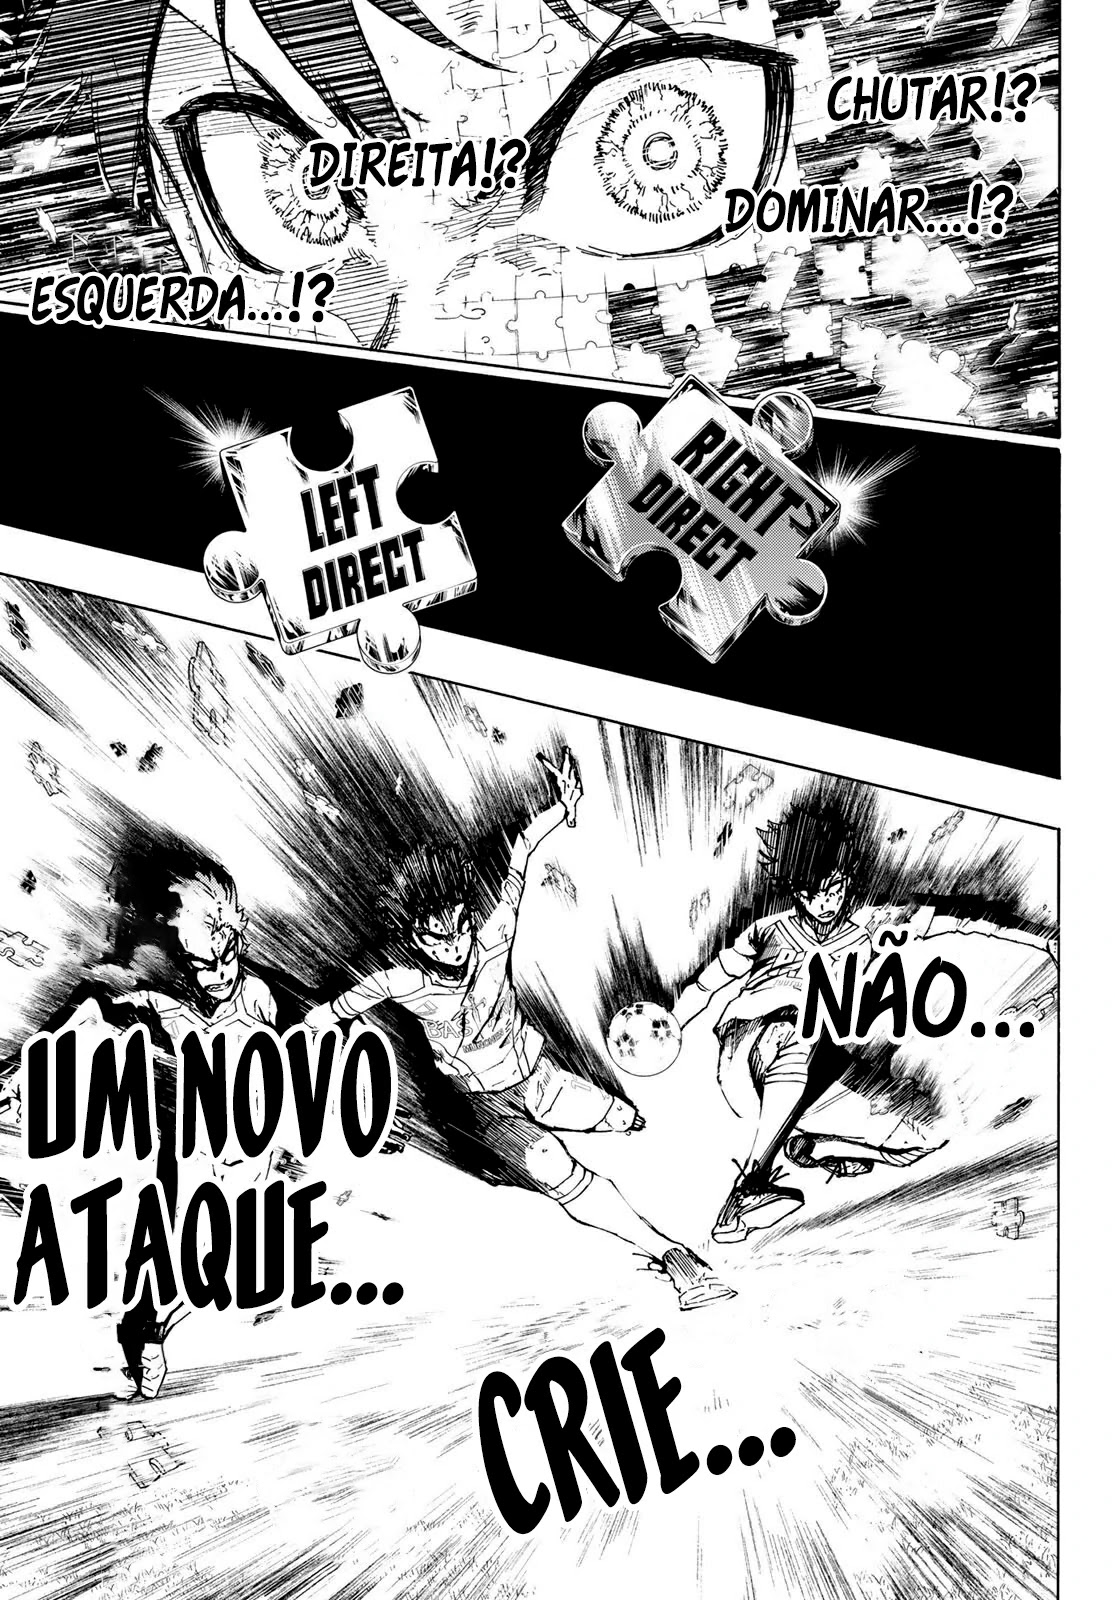 CHUTAR!?
DOMINAR...!?
DIREITA!?
ESQUERDA...!?
RIGHT
DIRECT
LEFT
DIRECT
NÃO...
UM NOVO
ATAQUE...
CRIE...